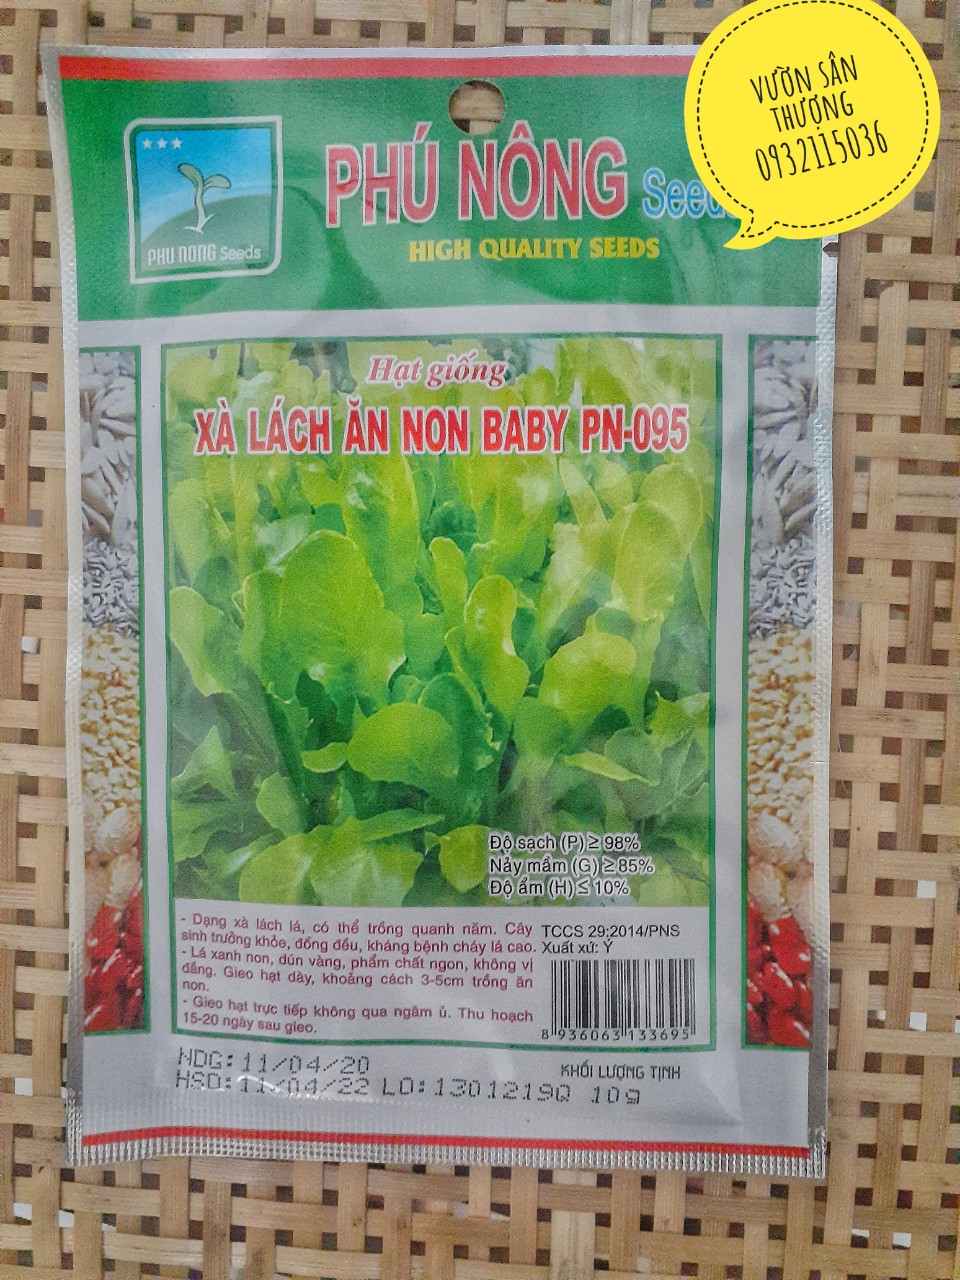 VƯỜN SÂN
THƯỢNG
0932115036
PHU NONG Seeds
PHÚ NÔNG Seeds
HIGH QUALITY SEEDS
Hạt giống
XÀ LÁCH ĂN NON BABY PN-095
Độ sạch (P) ≥ 98%
Nảy mầm (G) ≥ 85%
Độ ẩm (H) ≤ 10%
- Dạng xà lách lá, có thể trồng quanh năm. Cây
sinh trưởng khỏe, đồng đều, kháng bệnh cháy lá cao.
- Lá xanh non, dún vàng, phẩm chất ngon, không vị
đắng. Gieo hạt dày, khoảng cách 3-5cm trồng ăn
non.
- Gieo hạt trực tiếp không qua ngâm ủ. Thu hoạch
15-20 ngày sau gieo.
TCCS 29:2014/PNS
Xuất xứ: Ý
8 936063 133695
NDG: 11/04/20
HSD: 11/04/22 LO: 1301219Q 10g
KHỐI LƯỢNG TỊNH